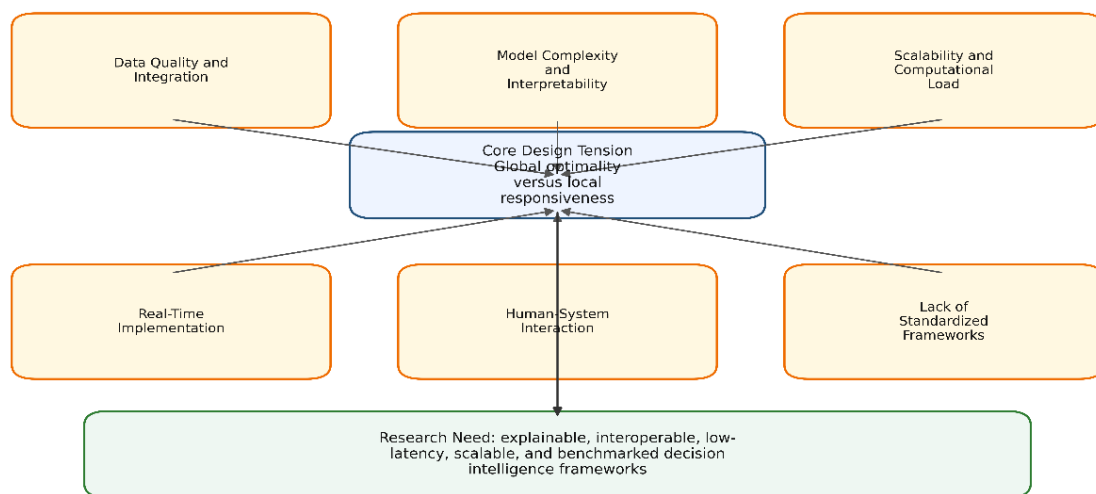 Data Quality and
Integration
Model Complexity
and
Interpretability
Scalability and
Computational
Load
Core Design Tension
Global optimality
versus local
responsiveness
Real-Time
Implementation
Human-System
Interaction
Lack of
Standardized
Frameworks
Research Need: explainable, interoperable, low-
latency, scalable, and benchmarked decision
intelligence frameworks